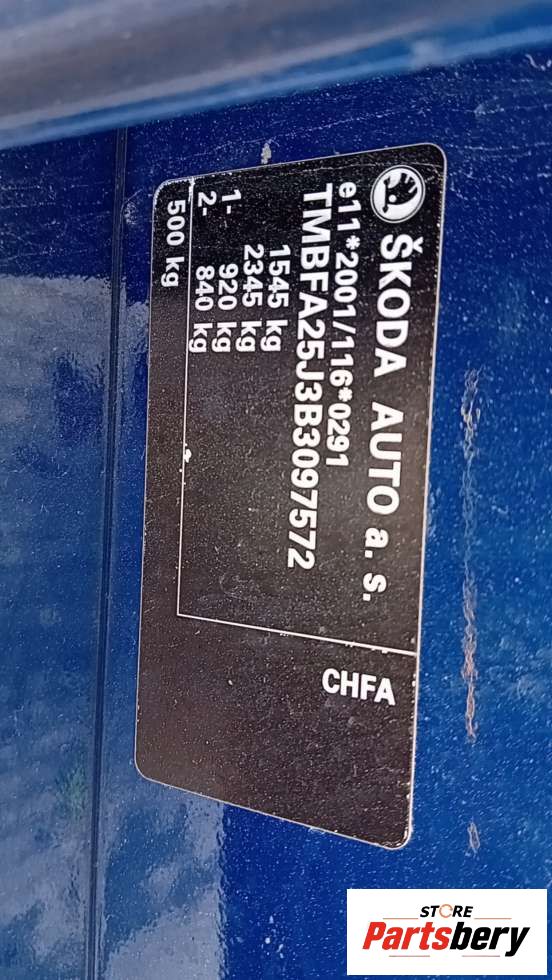 ŠKODA AUTO a. s.
e11*2001/116*0291
TMBFA25J3B3097572
1545 kg
2345 kg
1- 920 kg
2- 840 kg
500 kg
CHFA
STORE
Partsbery